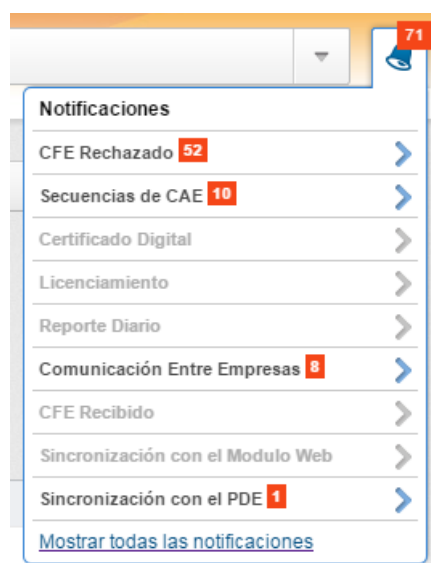 71
Notificaciones
CFE Rechazado 52
Secuencias de CAE 10
Certificado Digital
Licenciamiento
Reporte Diario
Comunicación Entre Empresas 8
CFE Recibido
Sincronización con el Modulo Web
Sincronización con el PDE 1
Mostrar todas las notificaciones